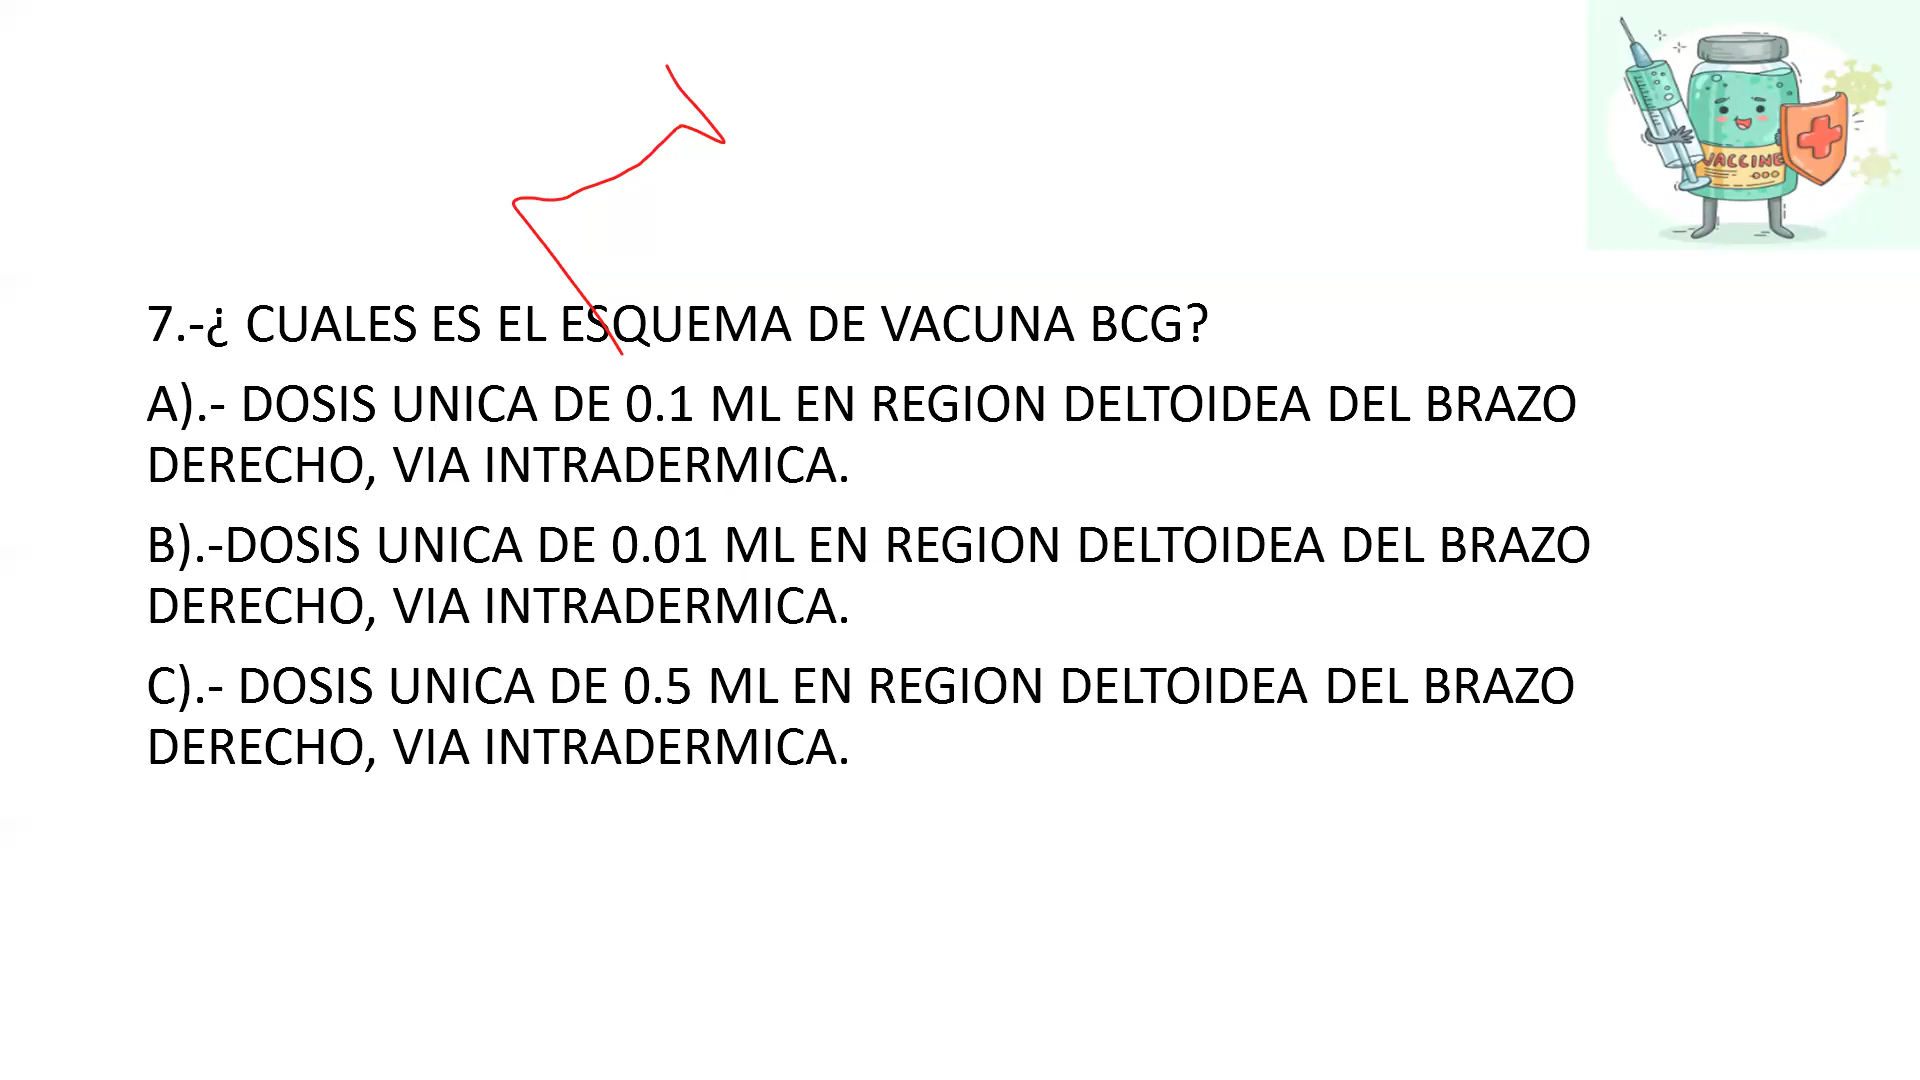 VACCINE
7.-¿ CUALES ES EL ESQUEMA DE VACUNA BCG?
A).- DOSIS UNICA DE 0.1 ML EN REGION DELTOIDEA DEL BRAZO
DERECHO, VIA INTRADERMICA.
B).-DOSIS UNICA DE 0.01 ML EN REGION DELTOIDEA DEL BRAZO
DERECHO, VIA INTRADERMICA.
C).- DOSIS UNICA DE 0.5 ML EN REGION DELTOIDEA DEL BRAZO
DERECHO, VIA INTRADERMICA.